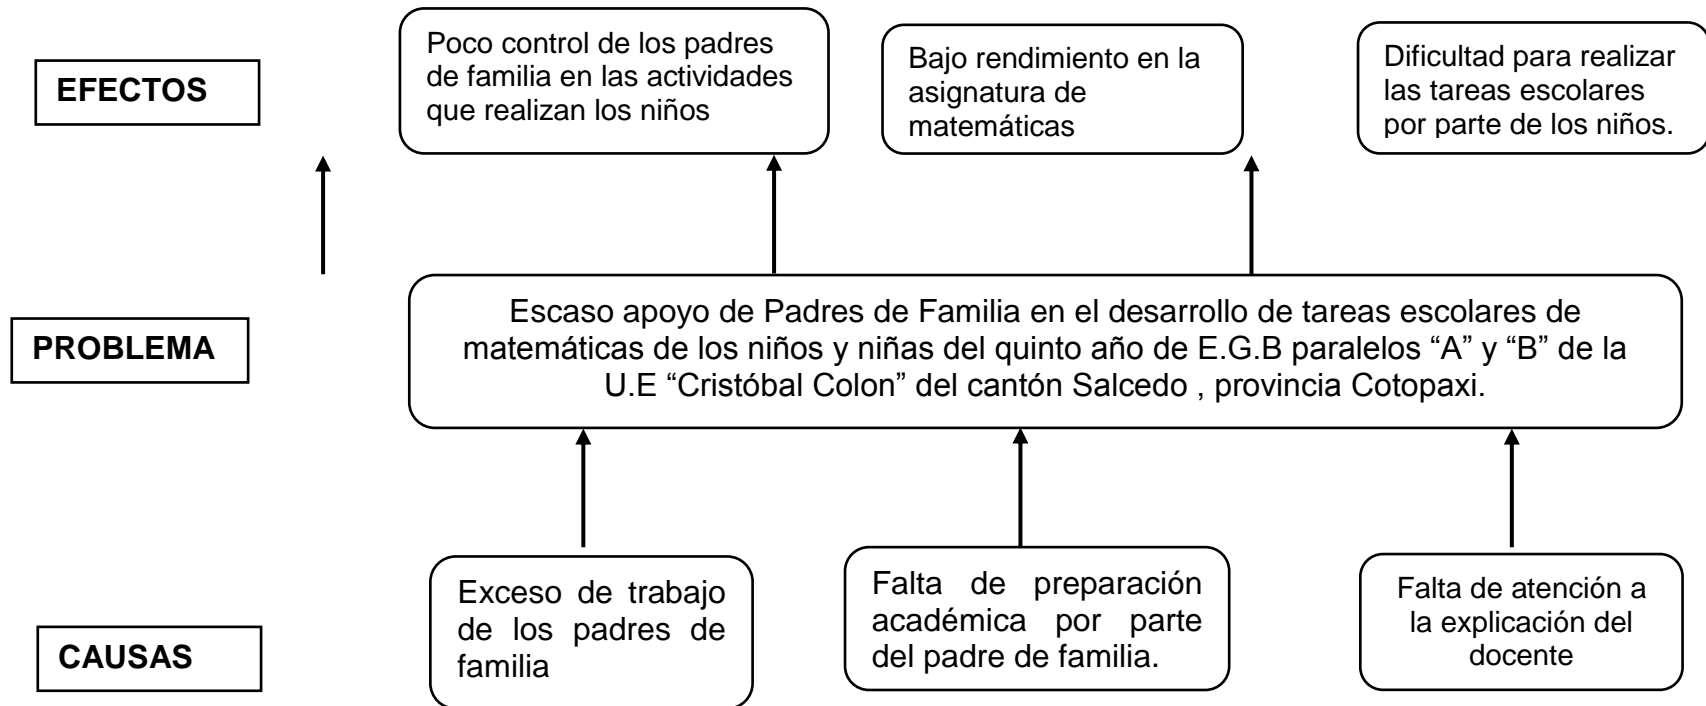 EFECTOS
Poco control de los padres
de familia en las actividades
que realizan los niños
Bajo rendimiento en la
asignatura de
matemáticas
Dificultad para realizar
las tareas escolares
por parte de los niños.
PROBLEMA
Escaso apoyo de Padres de Familia en el desarrollo de tareas escolares de
matemáticas de los niños y niñas del quinto año de E.G.B paralelos “A” y “B” de la
U.E “Cristóbal Colon” del cantón Salcedo , provincia Cotopaxi.
CAUSAS
Exceso de trabajo
de los padres de
familia
Falta de preparación
académica por parte
del padre de familia.
Falta de atención a
la explicación del
docente